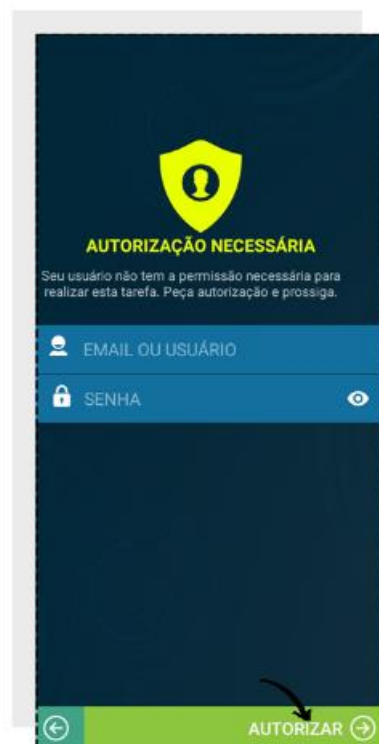 AUTORIZAÇÃO NECESSÁRIA
Seu usuário não tem a permissão necessária para
realizar esta tarefa. Peça autorização e prossiga.
EMAIL OU USUÁRIO
SENHA
AUTORIZAR